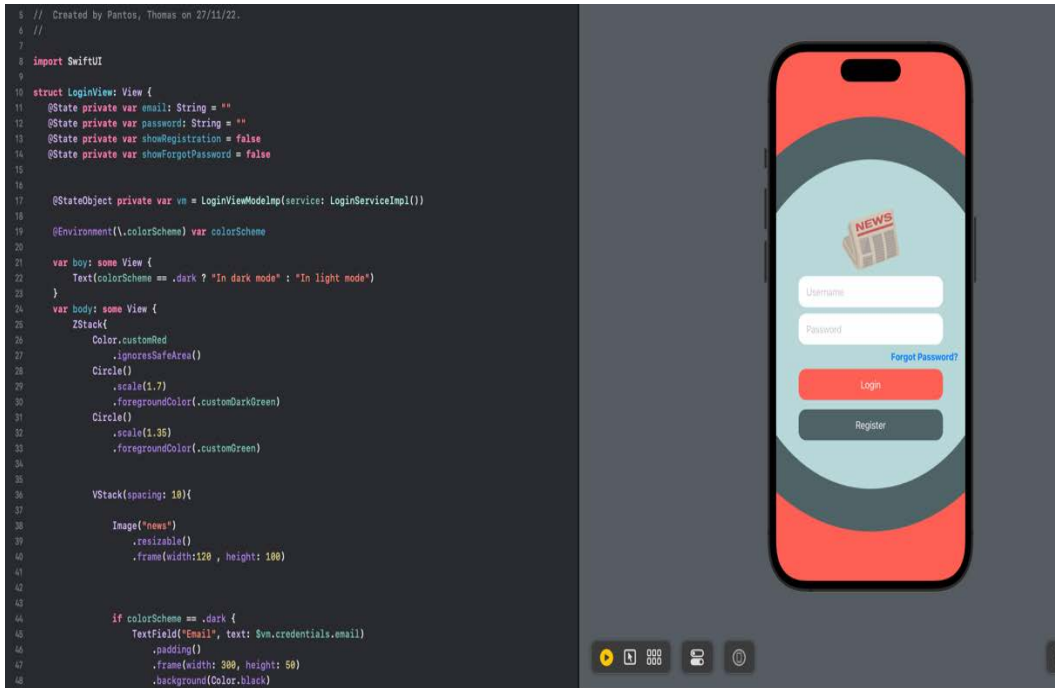 5 // Created by Pantos, Thomas on 27/11/22.
6 //
7
8 import SwiftUI
9
10 struct LoginView: View {
11 @State private var email: String = ""
12 @State private var password: String = ""
13 @State private var showRegistration = false
14 @State private var showForgotPassword = false
15
16
17 @StateObject private var vm = LoginViewModelmp(service: LoginServiceImpl())
18
19 @Environment(\.colorScheme) var colorScheme
20
21 var boy: some View {
22 Text(colorScheme == .dark ? "In dark mode" : "In light mode")
23 }
24 var body: some View {
25 ZStack{
26 Color.customRed
27 .ignoresSafeArea()
28 Circle()
29 .scale(1.7)
30 .foregroundColor(.customDarkGreen)
31 Circle()
32 .scale(1.35)
33 .foregroundColor(.customGreen)
34
35
36 VStack(spacing: 10){
37
38 Image("news")
39 .resizable()
40 .frame(width:120 , height: 100)
41
42
43
44 if colorScheme == .dark {
45 TextField("Email", text: $vm.credentials.email)
46 .padding()
47 .frame(width: 300, height: 50)
48 .background(Color.black)
NEWS
Username
Password
Forgot Password?
Login
Register